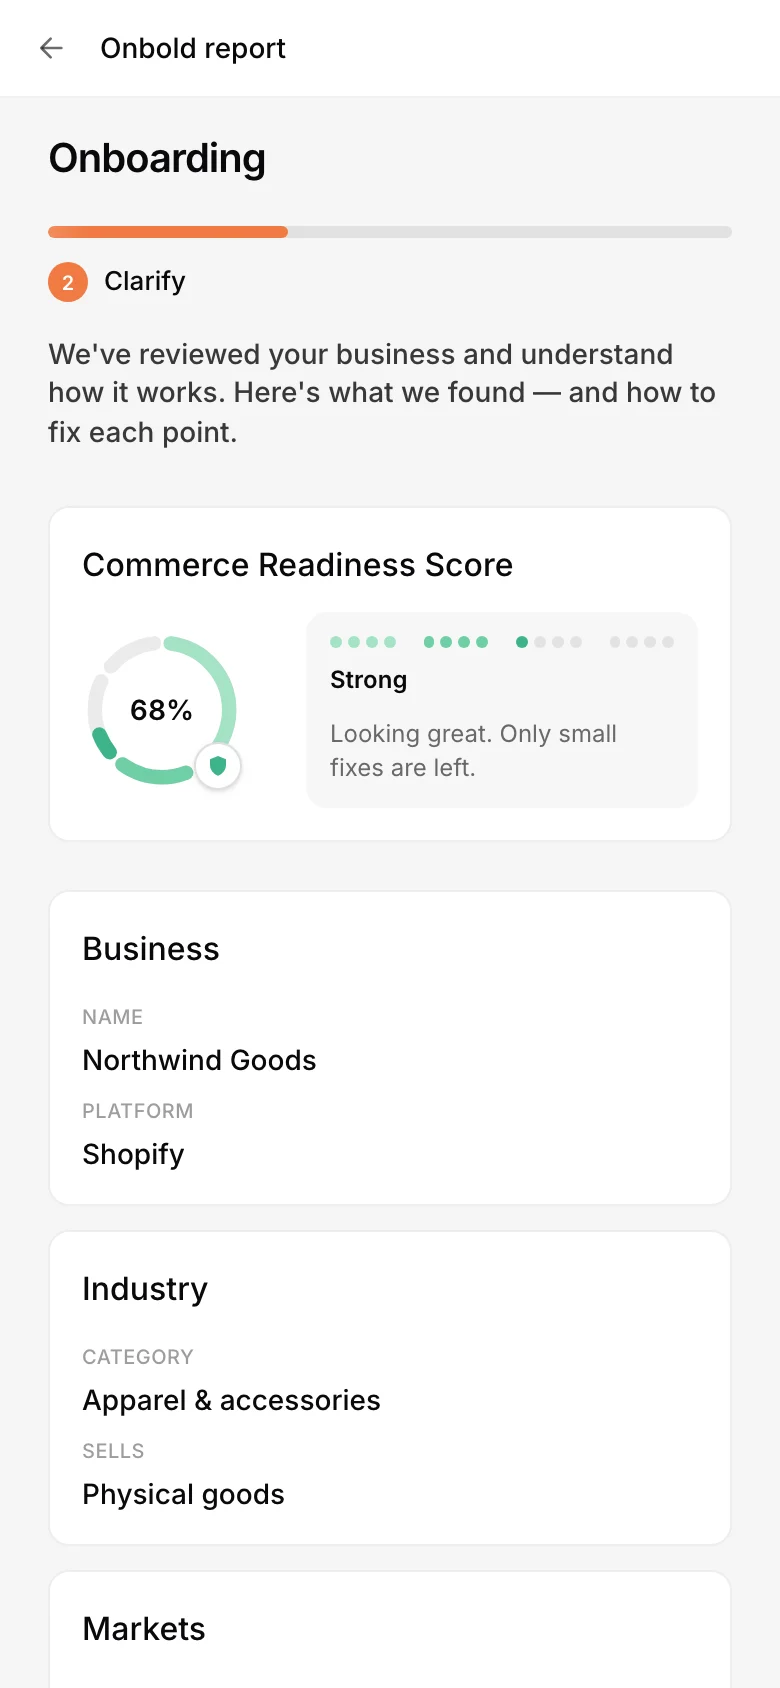 Onbold report
Onboarding
2 Clarify
We've reviewed your business and understand
how it works. Here's what we found — and how to
fix each point.
Commerce Readiness Score
68%
Strong
Looking great. Only small
fixes are left.
Business
NAME
Northwind Goods
PLATFORM
Shopify
Industry
CATEGORY
Apparel & accessories
SELLS
Physical goods
Markets